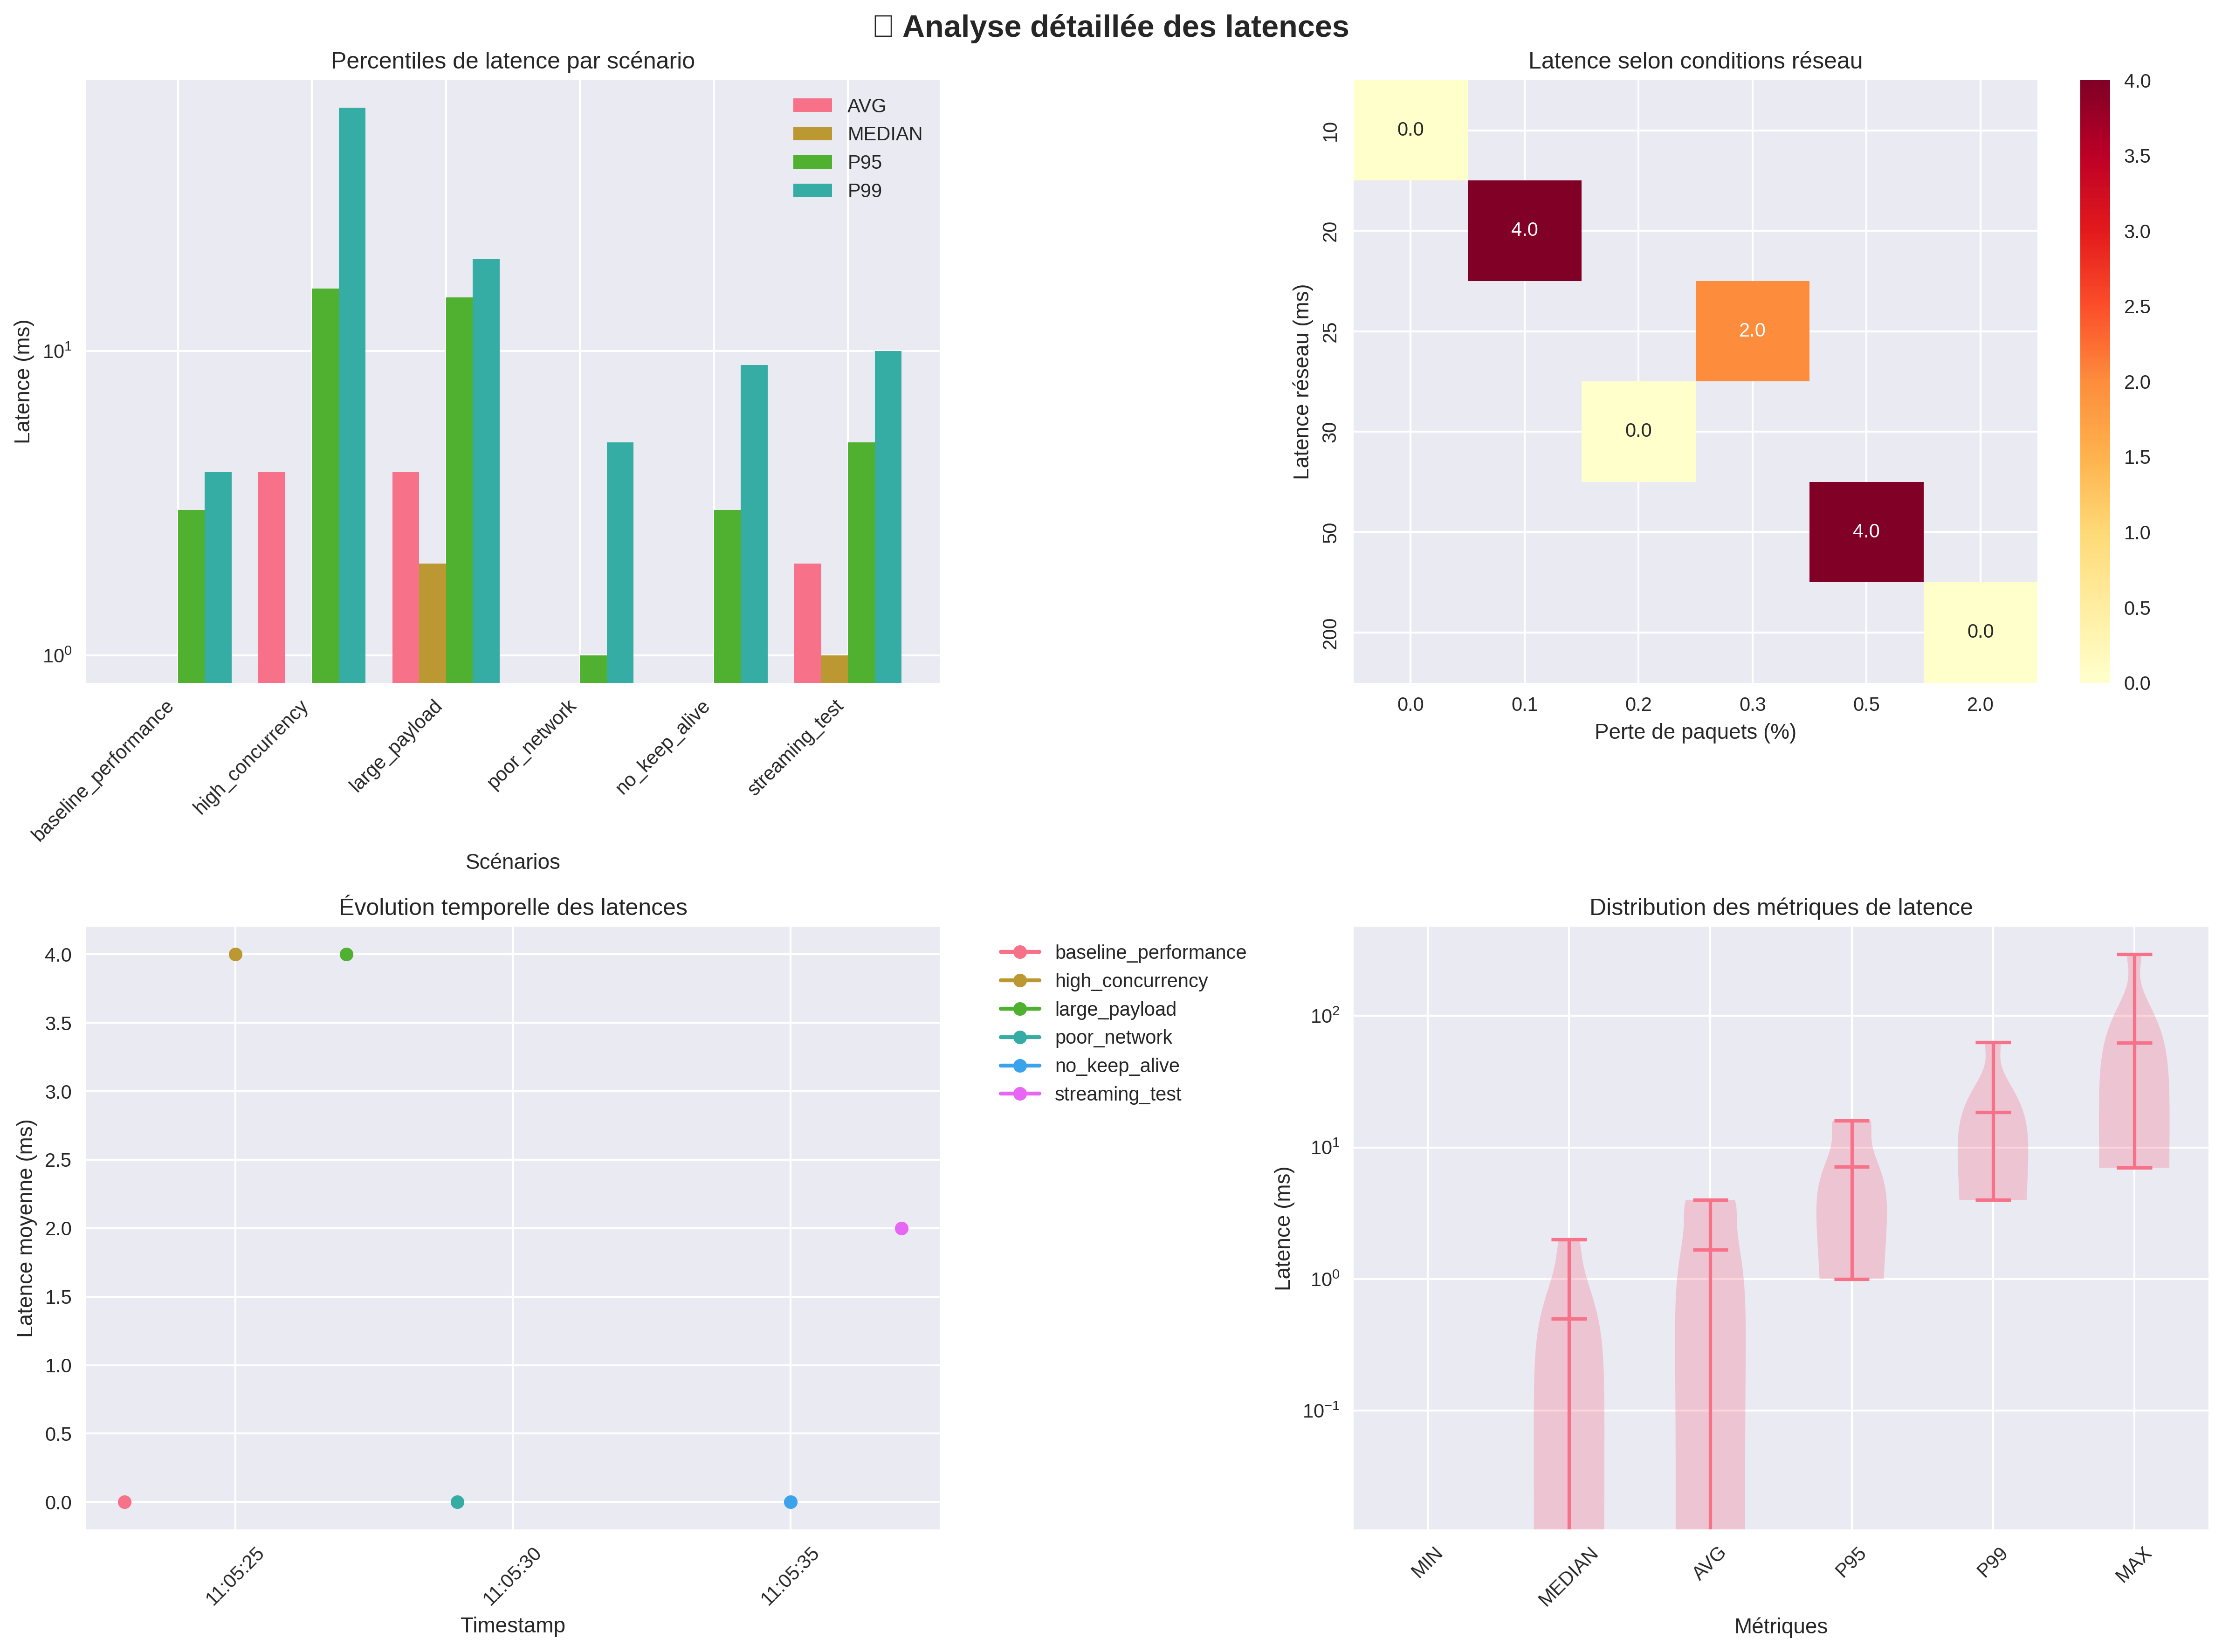 Analyse détaillée des latences
Percentiles de latence par scénario
AVG
MEDIAN
P95
P99
Latence (ms)
10¹
10⁰
baseline_performance
high_concurrency
large_payload
poor_network
no_keep_alive
streaming_test
Scénarios
Latence selon conditions réseau
Latence réseau (ms)
10
20
25
30
50
200
0.0
4.0
2.0
0.0
4.0
0.0
0.0 0.1 0.2 0.3 0.5 2.0
Perte de paquets (%)
4.0
3.5
3.0
2.5
2.0
1.5
1.0
0.5
0.0
Évolution temporelle des latences
Latence moyenne (ms)
4.0
3.5
3.0
2.5
2.0
1.5
1.0
0.5
0.0
11:05:25
11:05:30
11:05:35
Timestamp
baseline_performance
high_concurrency
large_payload
poor_network
no_keep_alive
streaming_test
Distribution des métriques de latence
Latence (ms)
10²
10¹
10⁰
10⁻¹
MIN
MEDIAN
AVG
P95
P99
MAX
Métriques